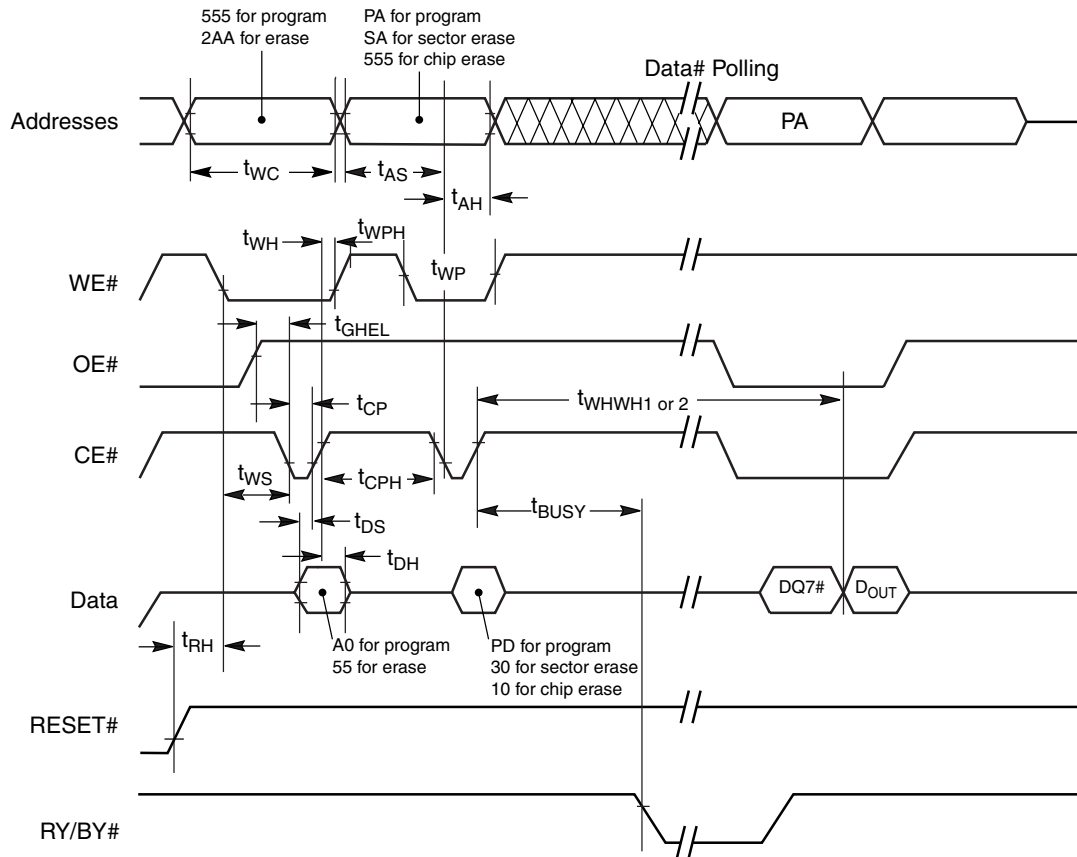 555 for program
2AA for erase
PA for program
SA for sector erase
555 for chip erase
Data# Polling
Addresses
PA
tWC
tAS
tAH
tWH
tWPH
tWP
WE#
tGHEL
OE#
tCP
tWHWH1 or 2
CE#
tWS
tCPH
tBUSY
tDS
tDH
Data
DQ7#
DOUT
tRH
A0 for program
55 for erase
PD for program
30 for sector erase
10 for chip erase
RESET#
RY/BY#